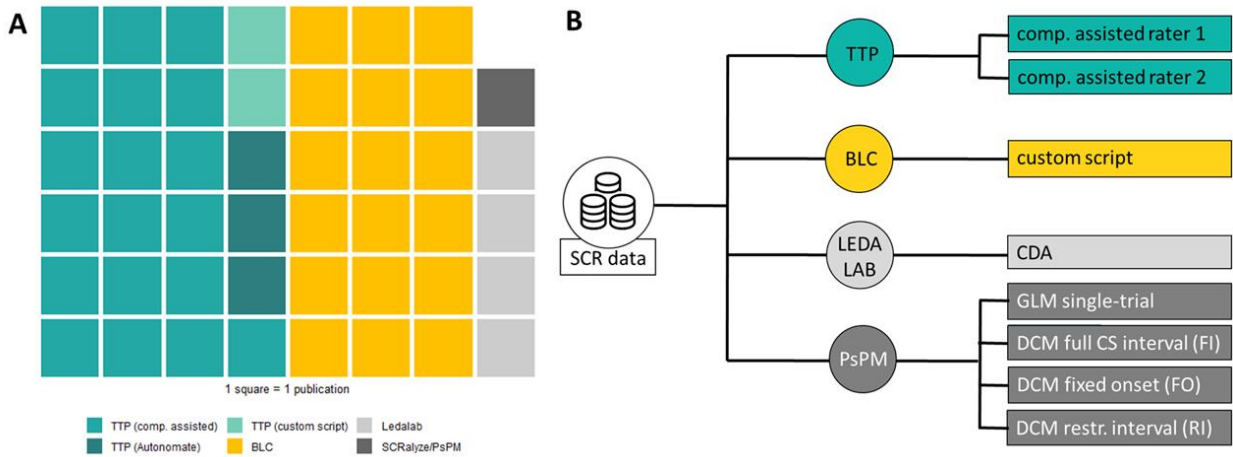 A
1 square = 1 publication
TTP (comp. assisted)
TTP (custom script)
Ledalab
TTP (Autonomate)
BLC
SCRalyze/PsPM
B
SCR data
TTP
comp. assisted rater 1
comp. assisted rater 2
BLC
custom script
LEDA
LAB
CDA
PsPM
GLM single-trial
DCM full CS interval (FI)
DCM fixed onset (FO)
DCM restr. interval (RI)